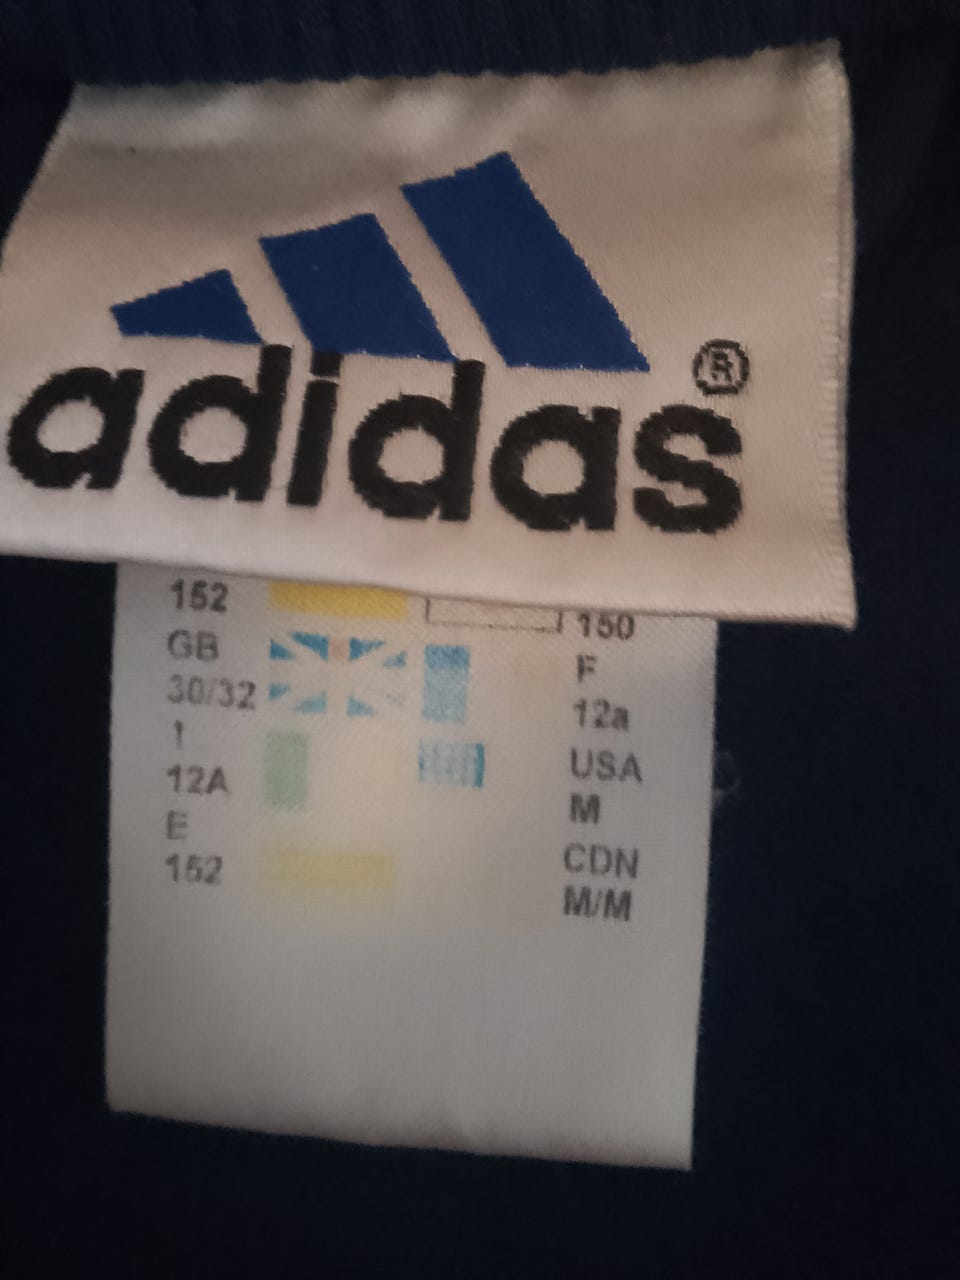 adidas®
152
GB
30/32
I
12A
E
152
150
F
12a
USA
M
CDN
M/M